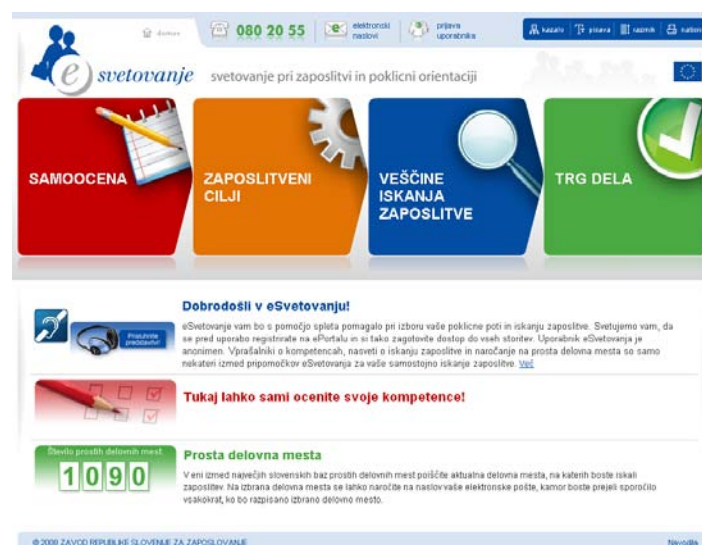 domov
080 20 55
elektronski
naslovi
prijava
uporabnika
kazalo
pisava
e svetovanje
svetovanje pri zaposlitvi in poklicni orientaciji
SAMOOCENA
ZAPOSLITVENI
CILJI
VEŠČINE
ISKANJA
ZAPOSLITVE
TRG DELA
Dobrodošli v eSvetovanju!
eSvetovanje vam bo s pomočjo spleta pomagalo pri izboru vaše poklicne poti in iskanju zaposlitve. Svetujemo vam, da
se pred uporabo registrirate na ePortalu in si tako zagotovite dostop do vseh storitev. Uporabnik eSvetovanja je
anonimen. Vprašalniki o kompetencah, nasveti o iskanju zaposlitve in naročanje na prosta delovna mesta so samo
nekateri izmed pripomočkov eSvetovanja za vaše samostojno iskanje zaposlitve. Več
Prisluhnite
predstavitvi!
Tukaj lahko sami ocenite svoje kompetence!
Število prostih delovnih mest
1090
Prosta delovna mesta
V eni izmed največjih slovenskih baz prostih delovnih mest poiščite aktualna delovna mesta, na katerih boste iskali
zaposlitev. Na izbrana delovna mesta se lahko naročite na naslov vaše elektronske pošte, kamor boste prejeli sporočilo
vsakokrat, ko bo razpisano izbrano delovno mesto.
© 2008 ZAVOD REPUBLIKE SLOVENIJE ZA ZAPOSLOVANJE
Navodila